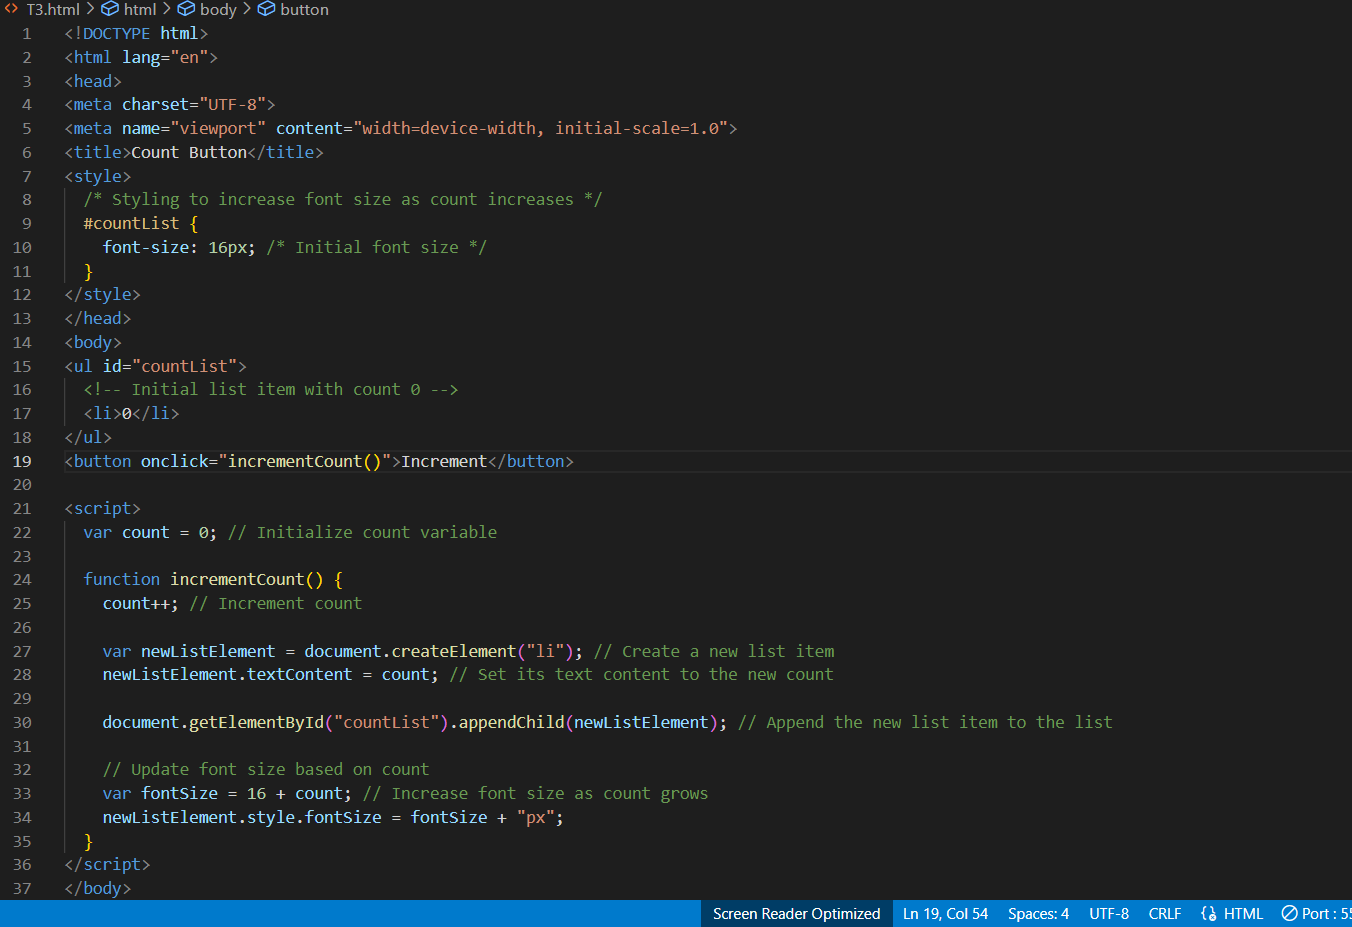 T3.html > html > body > button
1 <!DOCTYPE html>
2 <html lang="en">
3 <head>
4 <meta charset="UTF-8">
5 <meta name="viewport" content="width=device-width, initial-scale=1.0">
6 <title>Count Button</title>
7 <style>
8   /* Styling to increase font size as count increases */
9   #countList {
10     font-size: 16px; /* Initial font size */
11   }
12 </style>
13 </head>
14 <body>
15 <ul id="countList">
16   <!-- Initial list item with count 0 -->
17   <li>0</li>
18 </ul>
19 <button onclick="incrementCount()">Increment</button>
20
21 <script>
22   var count = 0; // Initialize count variable
23
24   function incrementCount() {
25     count++; // Increment count
26
27     var newListElement = document.createElement("li"); // Create a new list item
28     newListElement.textContent = count; // Set its text content to the new count
29
30     document.getElementById("countList").appendChild(newListElement); // Append the new list item to the list
31
32     // Update font size based on count
33     var fontSize = 16 + count; // Increase font size as count grows
34     newListElement.style.fontSize = fontSize + "px";
35   }
36 </script>
37 </body>
Screen Reader Optimized Ln 19, Col 54 Spaces: 4 UTF-8 CRLF HTML Port : 55